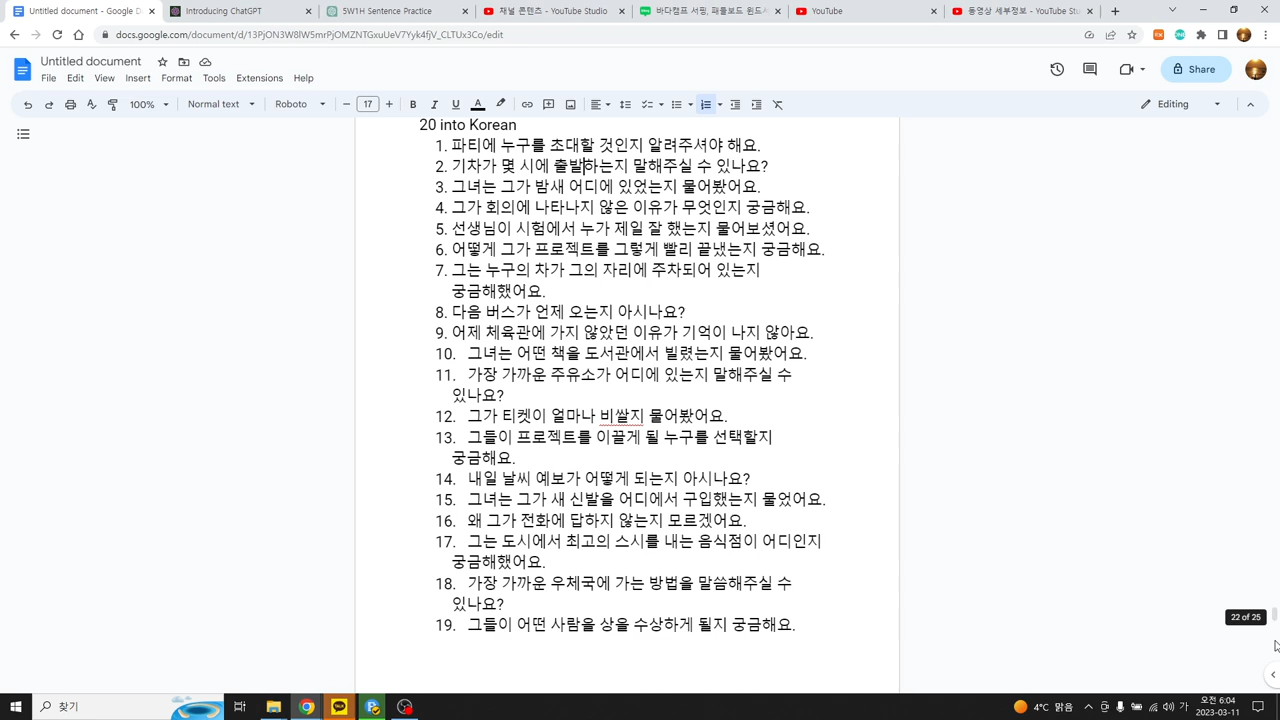 Untitled document - Google D
Introducing ChatGPT
5W1H Sentence Practice
채널 콘텐츠 - YouTube Studio
바다캠프 서핑, 패들보드 윈드서
YouTube
동영상 세부정보 - YouTube Stu
docs.google.com/document/d/13PjON3W8lW5mrPjOMZNTGxuUeV7Yyk4fjV_CLTUx3Co/edit
Untitled document
File Edit View Insert Format Tools Extensions Help
Share
100% Normal text Roboto 17 B I U A Editing
20 into Korean
1. 파티에 누구를 초대할 것인지 알려주셔야 해요.
2. 기차가 몇 시에 출발하는지 말해주실 수 있나요?
3. 그녀는 그가 밤새 어디에 있었는지 물어봤어요.
4. 그가 회의에 나타나지 않은 이유가 무엇인지 궁금해요.
5. 선생님이 시험에서 누가 제일 잘 했는지 물어보셨어요.
6. 어떻게 그가 프로젝트를 그렇게 빨리 끝냈는지 궁금해요.
7. 그는 누구의 차가 그의 자리에 주차되어 있는지
궁금해했어요.
8. 다음 버스가 언제 오는지 아시나요?
9. 어제 체육관에 가지 않았던 이유가 기억이 나지 않아요.
10. 그녀는 어떤 책을 도서관에서 빌렸는지 물어봤어요.
11. 가장 가까운 주유소가 어디에 있는지 말해주실 수
있나요?
12. 그가 티켓이 얼마나 비쌀지 물어봤어요.
13. 그들이 프로젝트를 이끌게 될 누구를 선택할지
궁금해요.
14. 내일 날씨 예보가 어떻게 되는지 아시나요?
15. 그녀는 그가 새 신발을 어디에서 구입했는지 물었어요.
16. 왜 그가 전화에 답하지 않는지 모르겠어요.
17. 그는 도시에서 최고의 스시를 내는 음식점이 어디인지
궁금해했어요.
18. 가장 가까운 우체국에 가는 방법을 말씀해주실 수
있나요?
19. 그들이 어떤 사람을 상을 수상하게 될지 궁금해요.
22 of 25
찾기
4°C 맑음
가
오전 6:04
2023-03-11